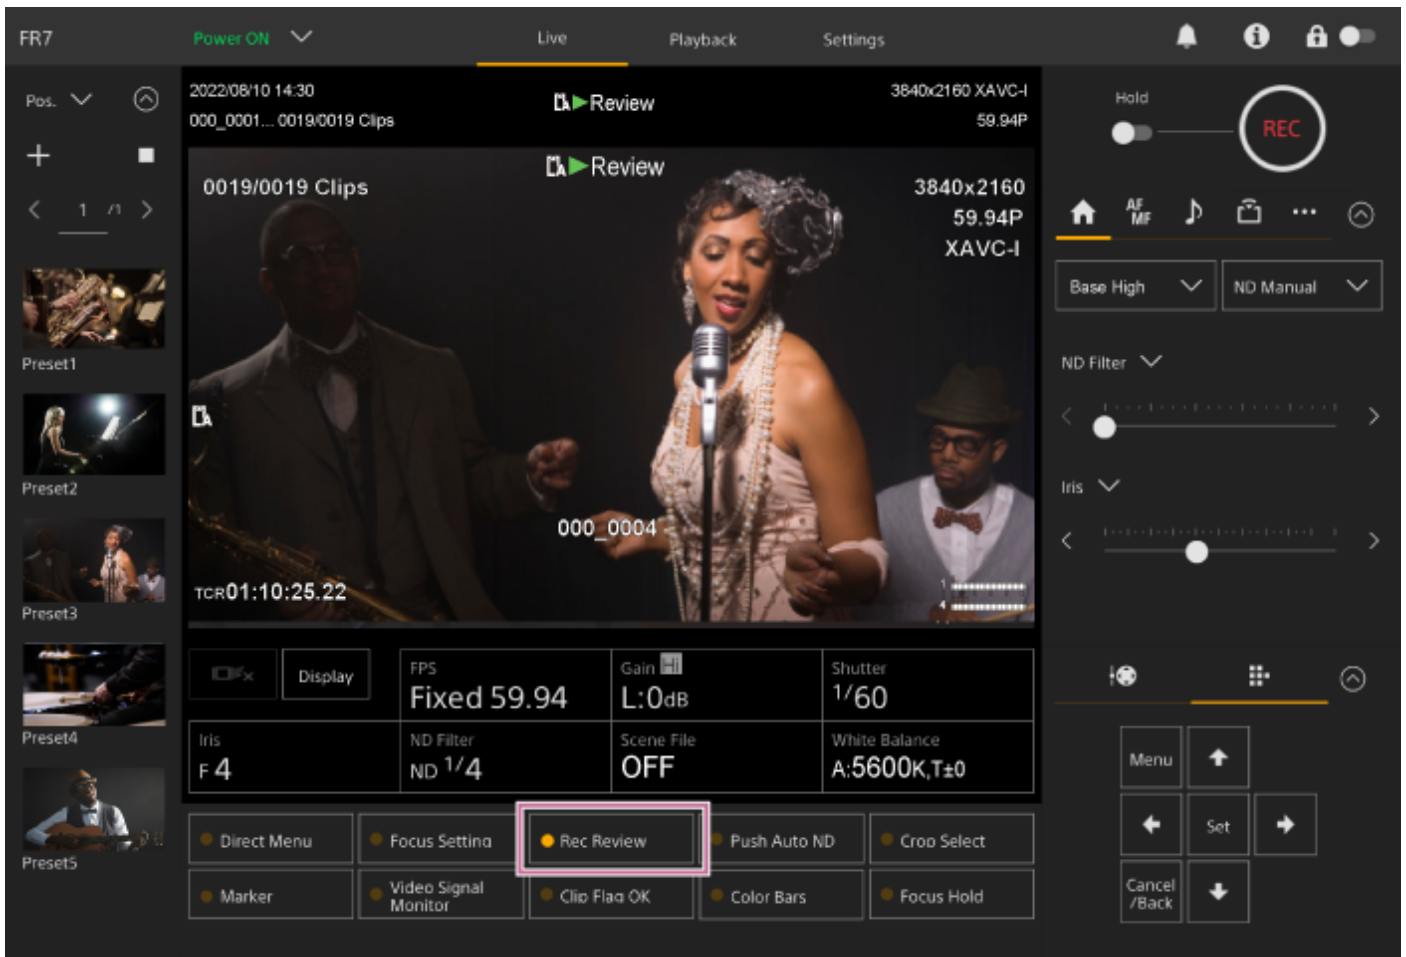 FR7
Power ON
Live
Playback
Settings
Pos.
1 /1
Preset1
Preset2
Preset3
Preset4
Preset5
2022/08/10 14:30
000_0001... 0019/0019 Clips
Review
3840x2160 XAVC-I
59.94P
Review
0019/0019 Clips
3840x2160
59.94P
XAVC-I
000_0004
TCR01:10:25.22
1
4
Display
FPS
Fixed 59.94
Gain Hi
L:0dB
Shutter
1/60
Iris
F 4
ND Filter
ND 1/4
Scene File
OFF
White Balance
A:5600K,T±0
Direct Menu
Focus Setting
Rec Review
Push Auto ND
Crop Select
Marker
Video Signal
Monitor
Clip Flag OK
Color Bars
Focus Hold
Hold
REC
AF
MF
Base High
ND Manual
ND Filter
Iris
Menu
Set
Cancel
/Back